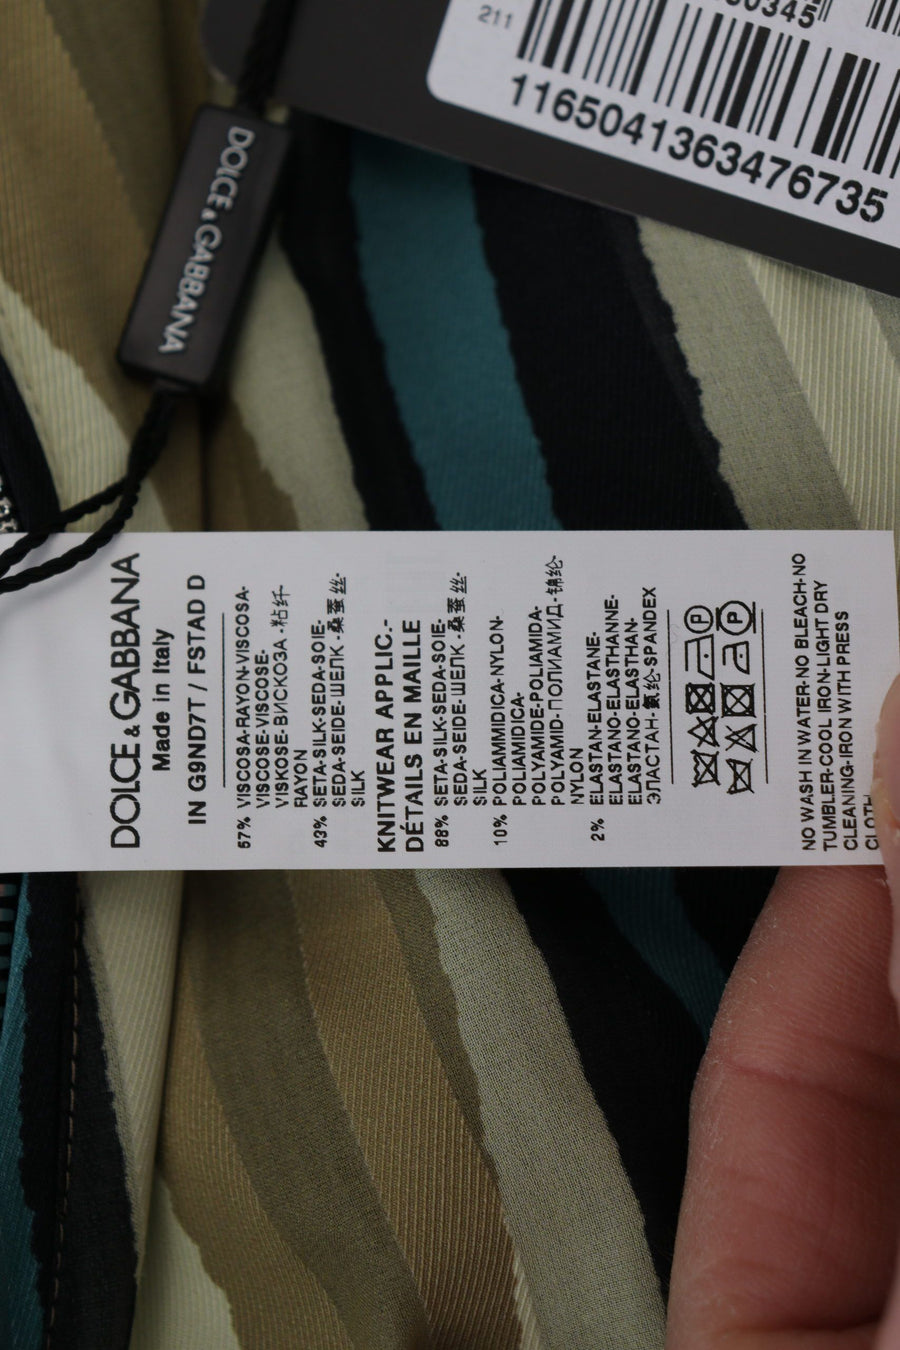 211
1165041363476735
DOLCE & GABBANA
DOLCE & GABBANA
Made in Italy
IN G9ND7T / FSTAD D
57% VISCOSA-RAYON-VISCOSA-
VISCOSE-VISCOSE-
VISKOSE-ВИСКОЗА -粘纤-
RAYON
43% SETA-SILK-SEDA-SOIE-
SEDA-SEIDE-ШЕЛК -桑蚕丝-
SILK
KNITWEAR APPLIC.-
DÉTAILS EN MAILLE
88% SETA-SILK-SEDA-SOIE-
SEDA-SEIDE-ШЕЛК -桑蚕丝-
SILK
10% POLIAMMIDICA-NYLON-
POLIAMIDICA-
POLYAMIDE-POLIAMIDA-
POLYAMID-ПОЛИАМИД-锦纶-
NYLON
2% ELASTAN-ELASTANE-
ELASTANO-ELASTHANNE-
ELASTANO-ELASTHAN-
ЭЛАСТАН-氨纶-SPANDEX
P
P
NO WASH IN WATER-NO BLEACH-NO
TUMBLER-COOL IRON-LIGHT DRY
CLEANING-IRON WITH PRESS
CLOTH